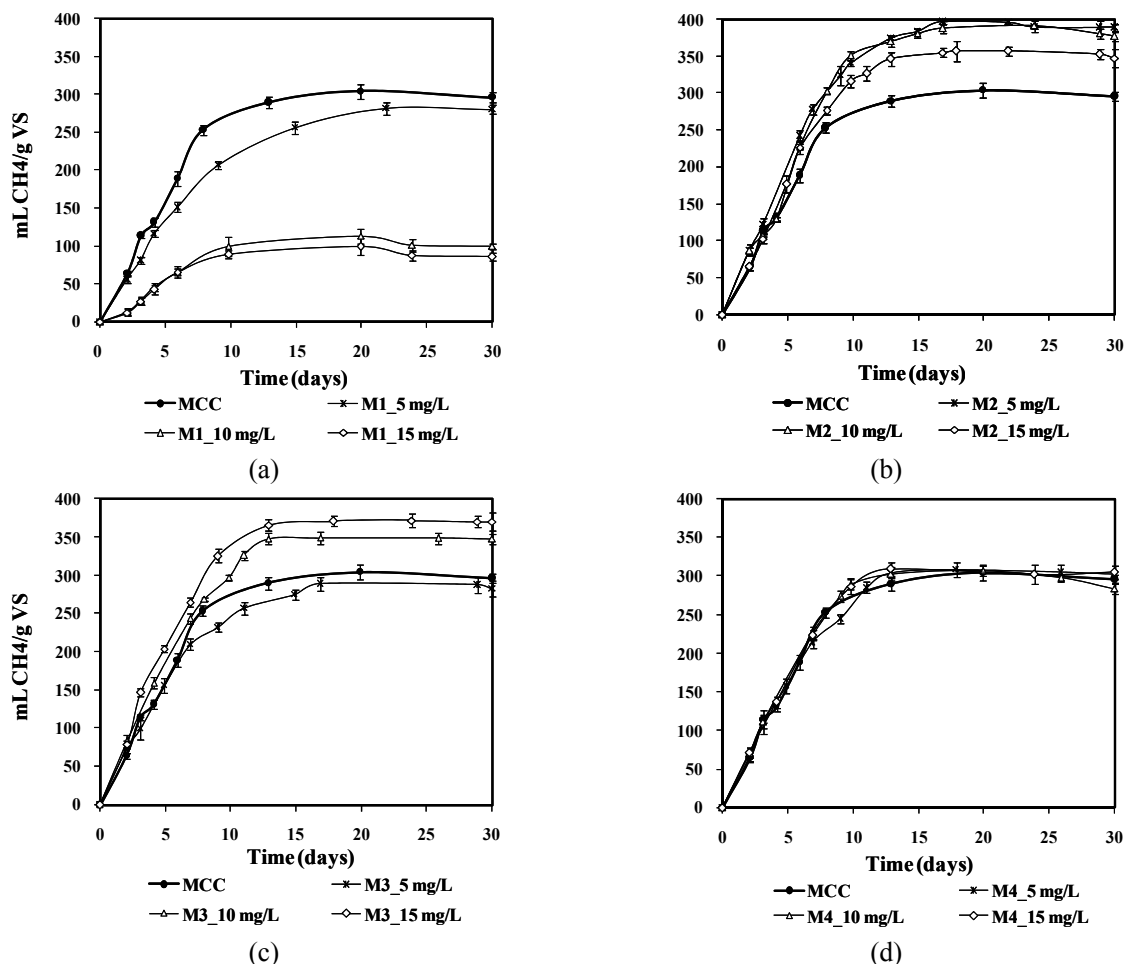 400
350
300
250
200
150
100
50
0
mL CH4/g VS
0 5 10 15 20 25 30
Time (days)
MCC M1_5 mg/L
M1_10 mg/L M1_15 mg/L
(a)
400
350
300
250
200
150
100
50
0
0 5 10 15 20 25 30
Time (days)
MCC M2_5 mg/L
M2_10 mg/L M2_15 mg/L
(b)
400
350
300
250
200
150
100
50
0
mL CH4/g VS
0 5 10 15 20 25 30
Time (days)
MCC M3_5 mg/L
M3_10 mg/L M3_15 mg/L
(c)
400
350
300
250
200
150
100
50
0
0 5 10 15 20 25 30
Time (days)
MCC M4_5 mg/L
M4_10 mg/L M4_15 mg/L
(d)